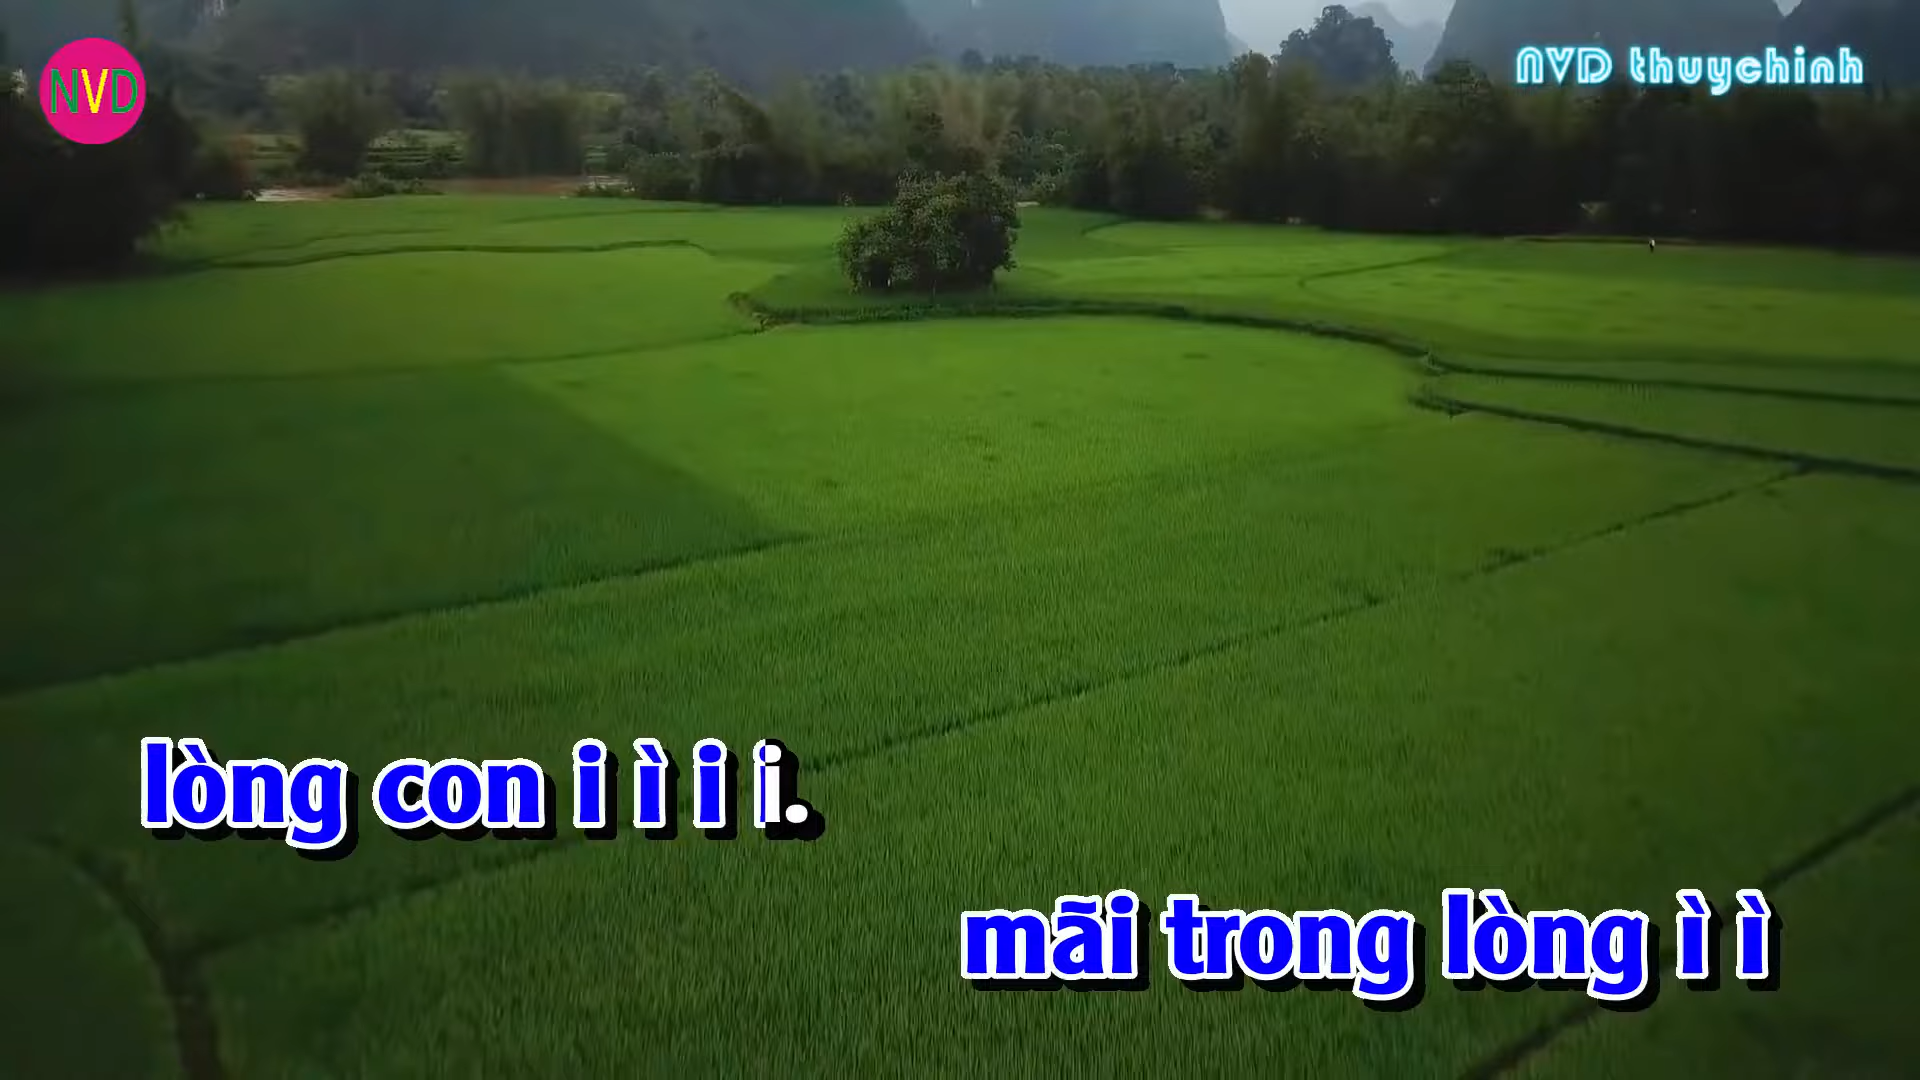 NVD
NVD thuychinh
lòng con i ì i i.
mãi trong lòng ì ì